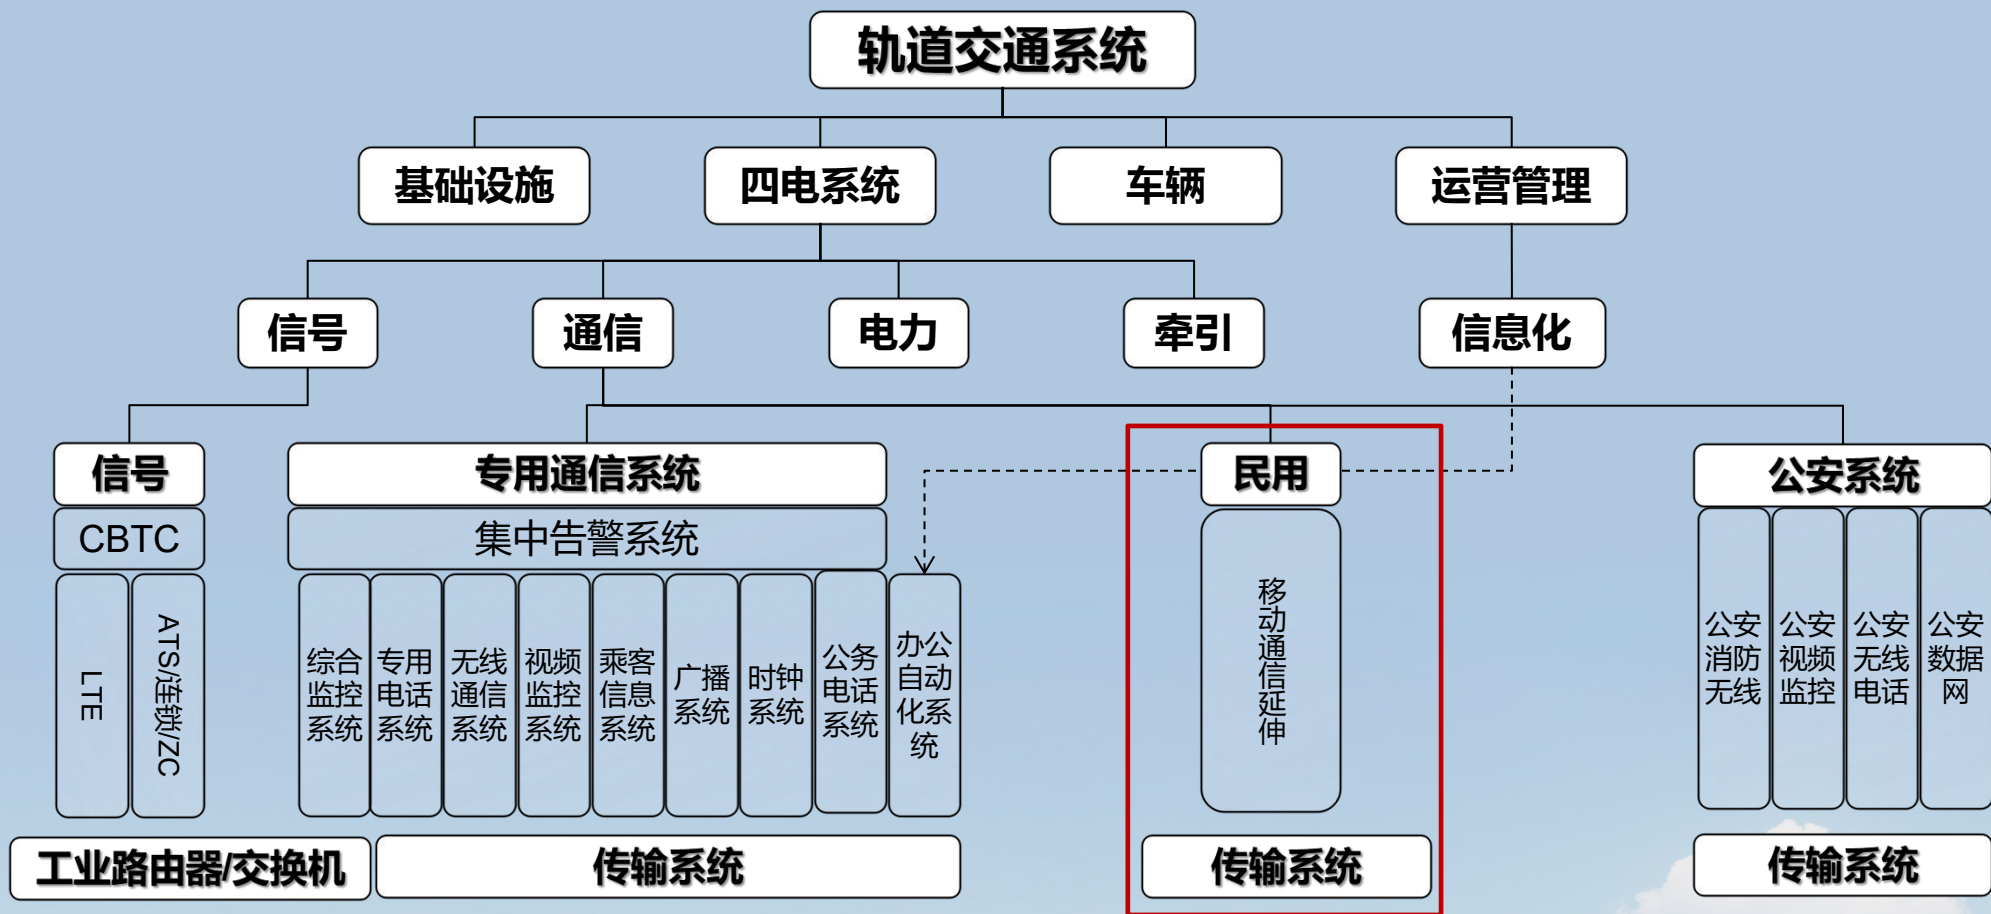 轨道交通系统
基础设施
四电系统
车辆
运营管理
信号
通信
电力
牵引
信息化
信号
专用通信系统
民用
公安系统
CBTC
集中告警系统
LTE
ATS/连锁/ZC
综合
监控
系统
专用
电话
系统
无线
通信
系统
视频
监控
系统
乘客
信息
系统
广播
系统
时钟
系统
公务
电话
系统
办公
自动
化系
统
移动通信延伸
公安
消防
无线
公安
视频
监控
公安
无线
电话
公安
数据
网
工业路由器/交换机
传输系统
传输系统
传输系统